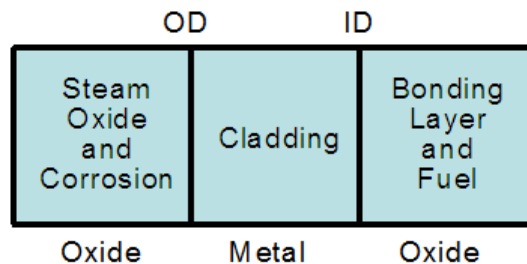 OD ID
Steam
Oxide
and
Corrosion
Cladding
Bonding
Layer
and
Fuel
Oxide Metal Oxide